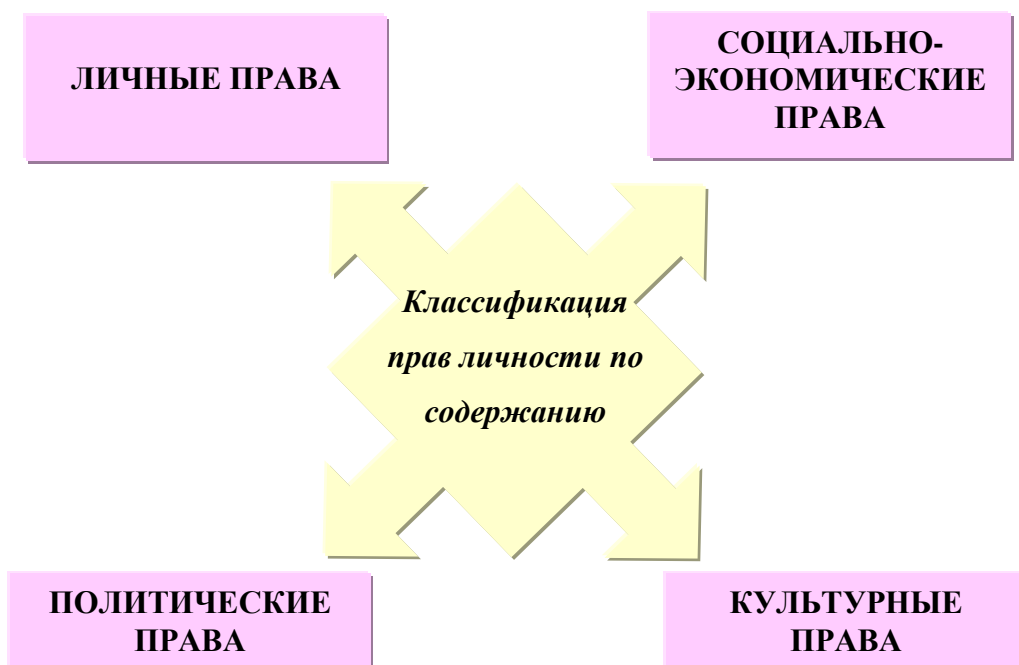 ЛИЧНЫЕ ПРАВА
СОЦИАЛЬНО-
ЭКОНОМИЧЕСКИЕ
ПРАВА
Классификация
прав личности по
содержанию
ПОЛИТИЧЕСКИЕ
ПРАВА
КУЛЬТУРНЫЕ
ПРАВА